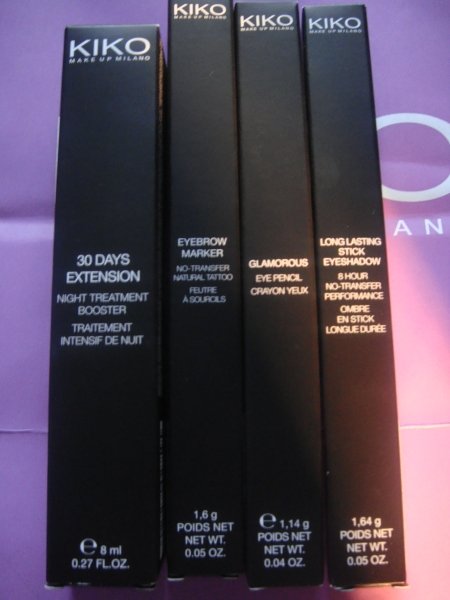 KIKO
MAKE UP MILANO
30 DAYS
EXTENSION
NIGHT TREATMENT
BOOSTER
TRAITEMENT
INTENSIF DE NUIT
e 8 ml
0.27 FL.OZ.
KIKO
MAKE UP MILANO
EYEBROW
MARKER
NO-TRANSFER
NATURAL TATTOO
FEUTRE
À SOURCILS
1,6 g
POIDS NET
NET WT.
0.05 OZ.
KIKO
MAKE UP MILANO
GLAMOROUS
EYE PENCIL
CRAYON YEUX
e 1,14 g
POIDS NET
NET WT.
0.04 OZ.
KIKO
MAKE UP MILANO
LONG LASTING
STICK
EYESHADOW
8 HOUR
NO-TRANSFER
PERFORMANCE
OMBRE
EN STICK
LONGUE DURÉE
1,64 g
POIDS NET
NET WT.
0.05 OZ.
O
AN